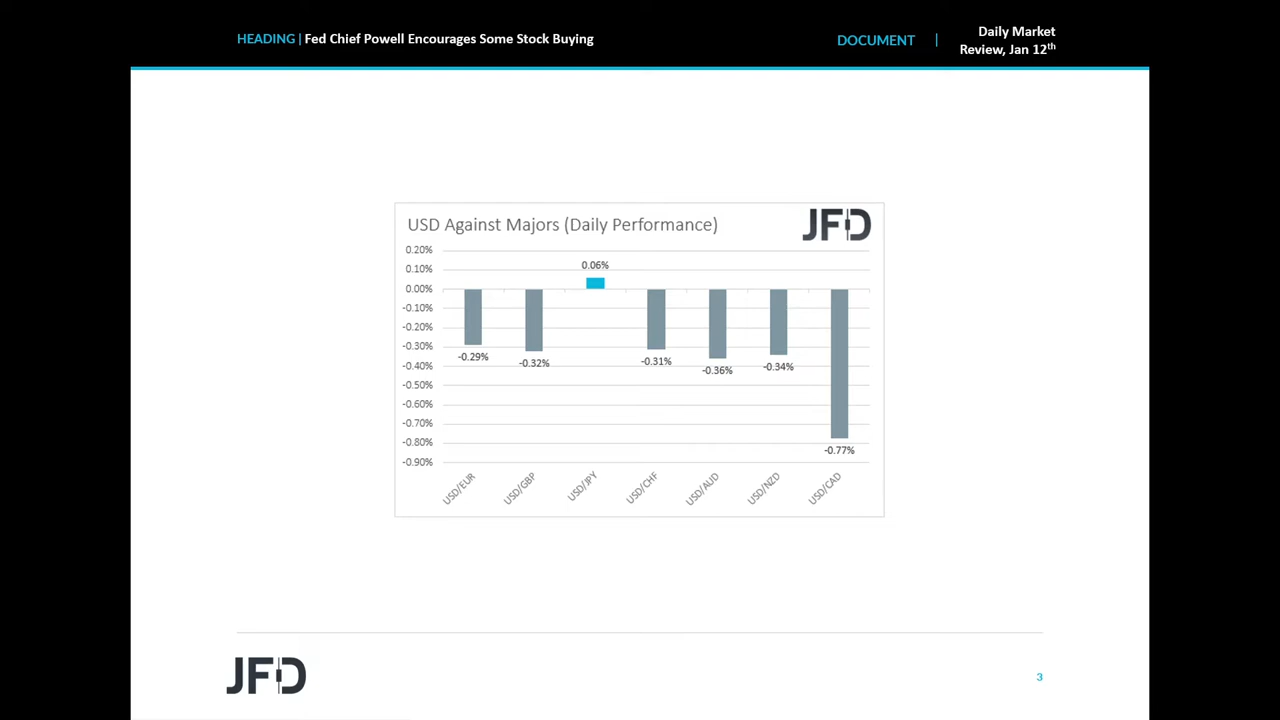 HEADING | Fed Chief Powell Encourages Some Stock Buying
DOCUMENT |
Daily Market
Review, Jan 12th
USD Against Majors (Daily Performance)
JFD
0.20%
0.10%
0.00%
-0.10%
-0.20%
-0.30%
-0.40%
-0.50%
-0.60%
-0.70%
-0.80%
-0.90%
-0.29%
-0.32%
0.06%
-0.31%
-0.36%
-0.34%
-0.77%
USD/EUR
USD/GBP
USD/JPY
USD/CHF
USD/AUD
USD/NZD
USD/CAD
JFD
3